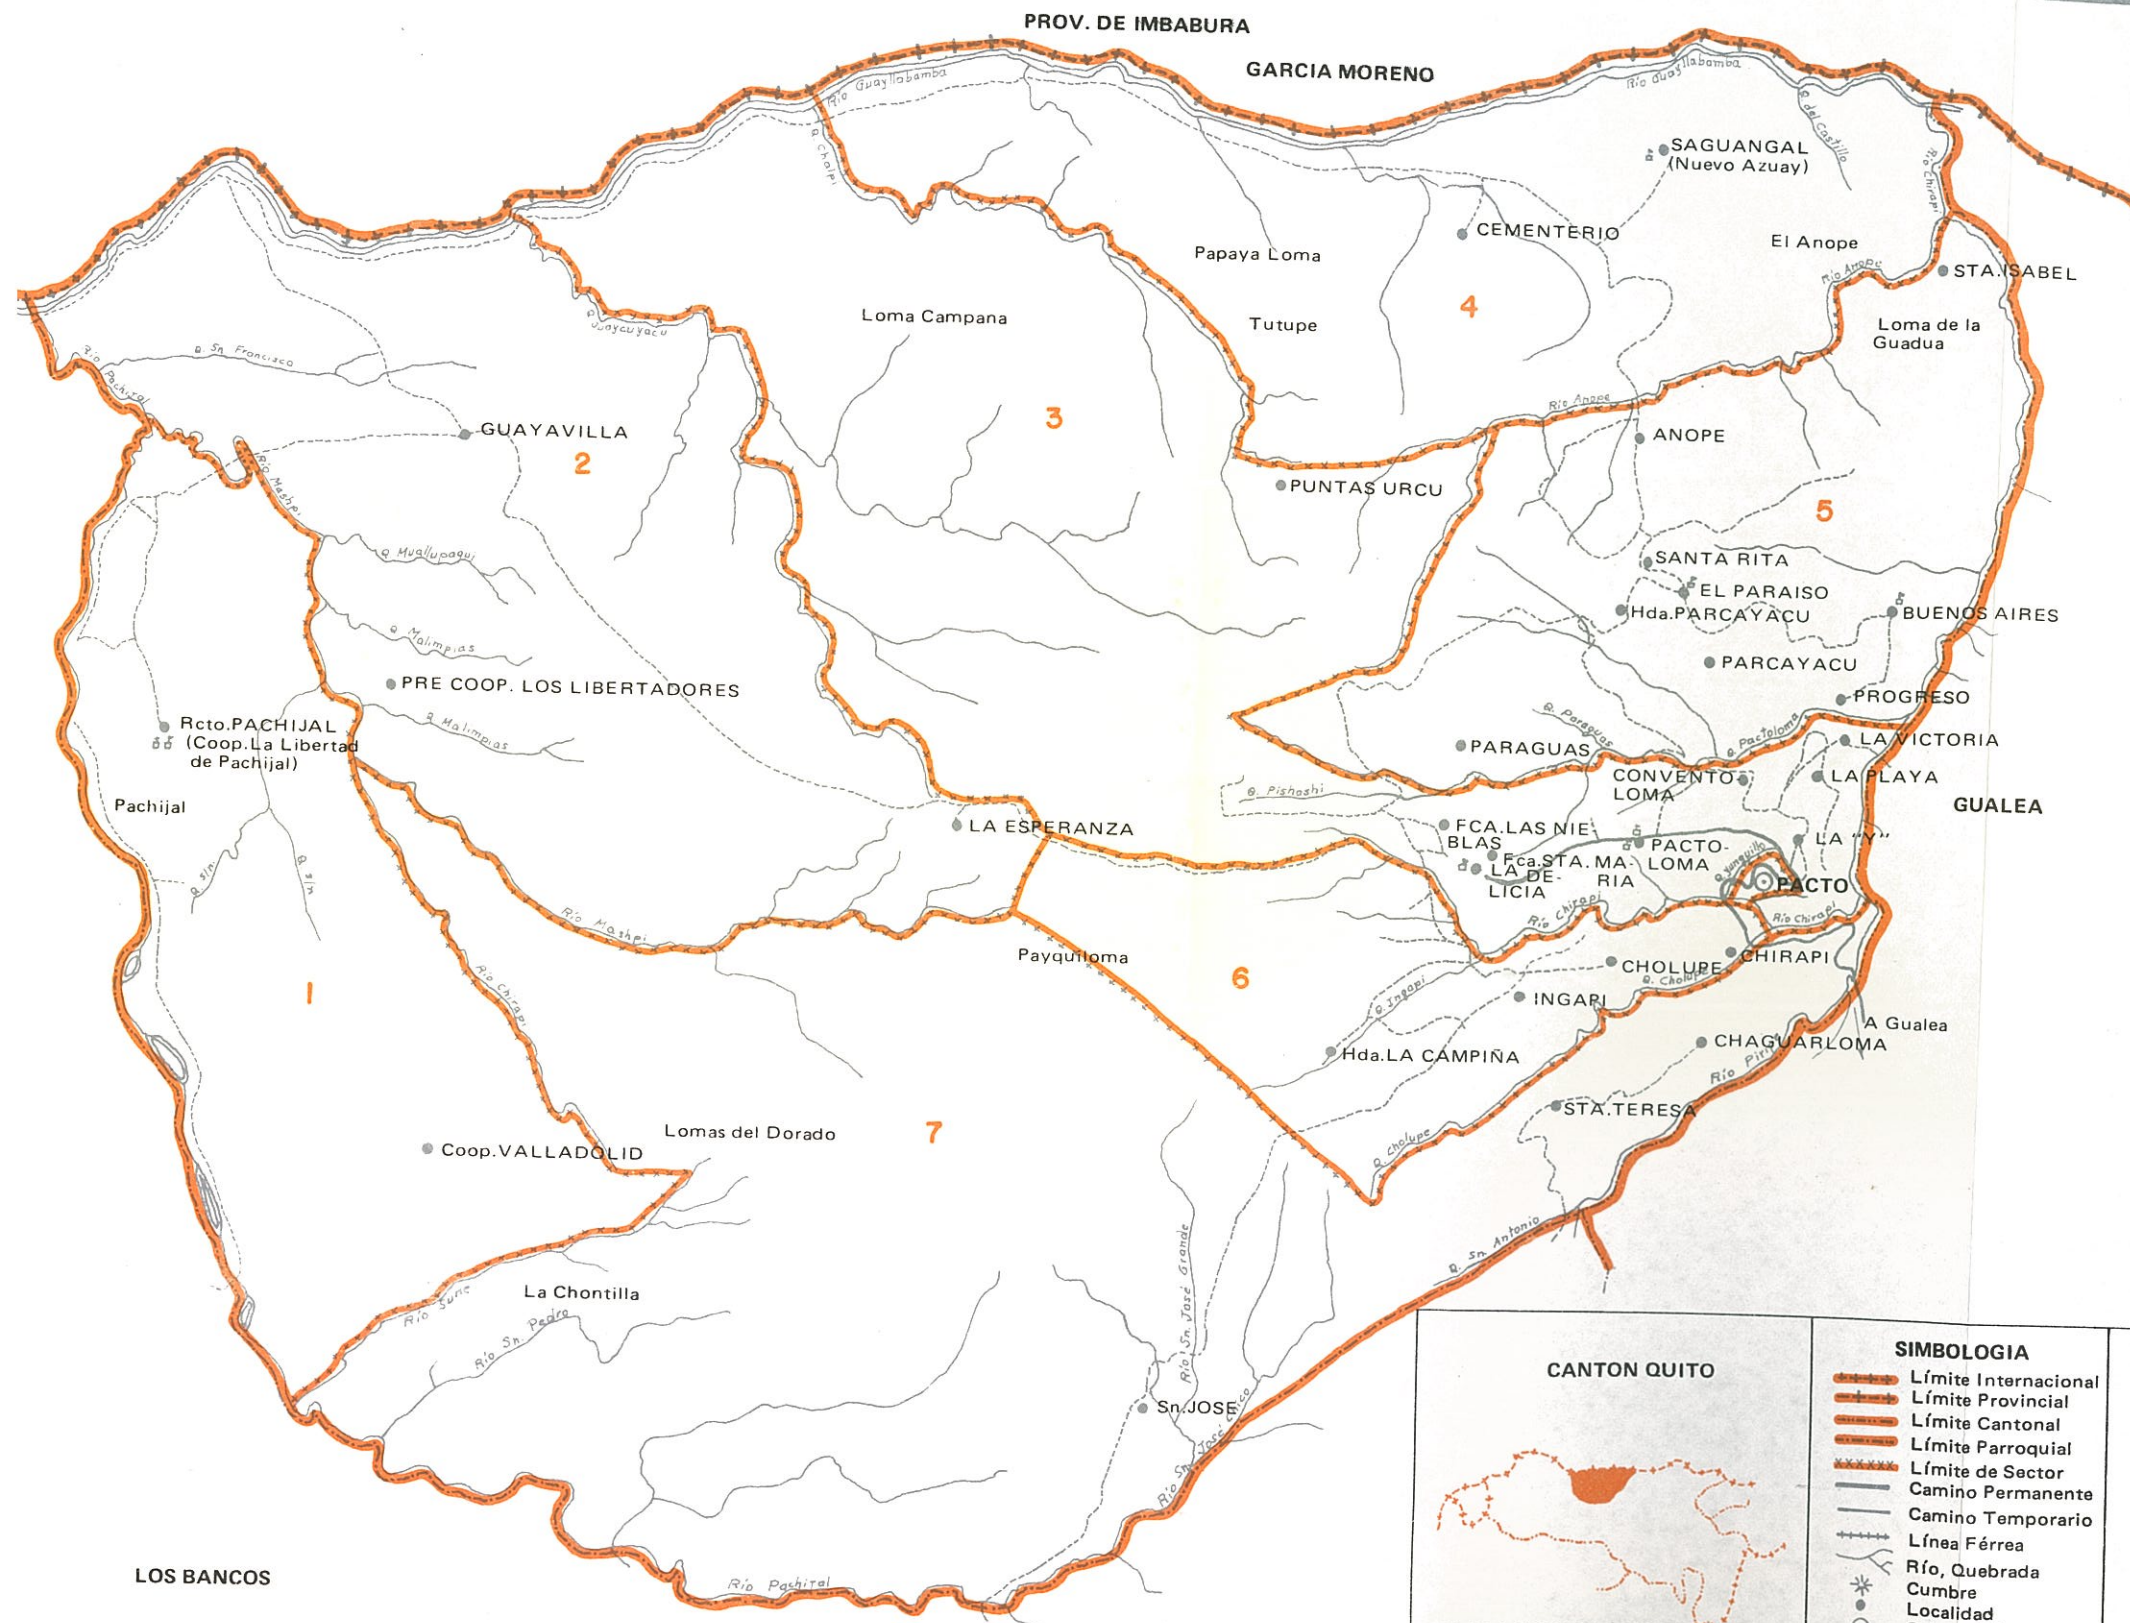 PROV. DE IMBABURA
GARCIA MORENO
Río Guayllabamba
Río Guayllabamba
Q. Chalpi
Q. del Castillo
Río Chirapi
SAGUANGAL
(Nuevo Azuay)
CEMENTERIO
El Anope
Papaya Loma
Río Anope
STA.ISABEL
Loma Campana
Tutupe
4
Loma de la
Guadua
Q. Guaycuyacu
Q. Sn Francisco
Río
Pachijal
Río Anope
3
GUAYAVILLA
2
ANOPE
Río Mashpi
PUNTAS URCU
5
Q. Muallupaqui
SANTA RITA
EL PARAISO
Hda.PARCAYACU
BUENOS AIRES
Q. Malimpias
PARCAYACU
PRE COOP. LOS LIBERTADORES
PROGRESO
Q. Malimpias
Rcto.PACHIJAL
(Coop.La Libertad
de Pachijal)
Q. Paraguas
Q. Pactoloma
PARAGUAS
LA VICTORIA
CONVENTO
LOMA
LA PLAYA
Q. Pishashi
Pachijal
GUALEA
LA ESPERANZA
FCA.LAS NIE-
BLAS
LA "Y"
PACTO-
LOMA
Fca.STA. MA-
RIA
LA DE-
LICIA
Q. Yunguilla
PACTO
Q. s/n
Q. s/n
Río Mashpi
Río Chirapi
Río Chirapi
Payquiloma
6
CHOLUPE
CHIRAPI
Q. Cholupe
1
Río Chirapi
Q. Ingapi
INGAPI
A Gualea
Hda.LA CAMPIÑA
CHAGUARLOMA
Río
STA.TERESA
Lomas del Dorado
7
Coop.VALLADOLID
Q. Cholupe
Q. Sn Antonio
La Chontilla
Río Sune
Río Sn. Pedro
Río Sn. José Grande
Sn.JOSE
Río Sn José Chico
Río Pachijal
LOS BANCOS
CANTON QUITO
SIMBOLOGIA
Límite Internacional
Límite Provincial
Límite Cantonal
Límite Parroquial
Límite de Sector
Camino Permanente
Camino Temporario
Línea Férrea
Río, Quebrada
Cumbre
Localidad